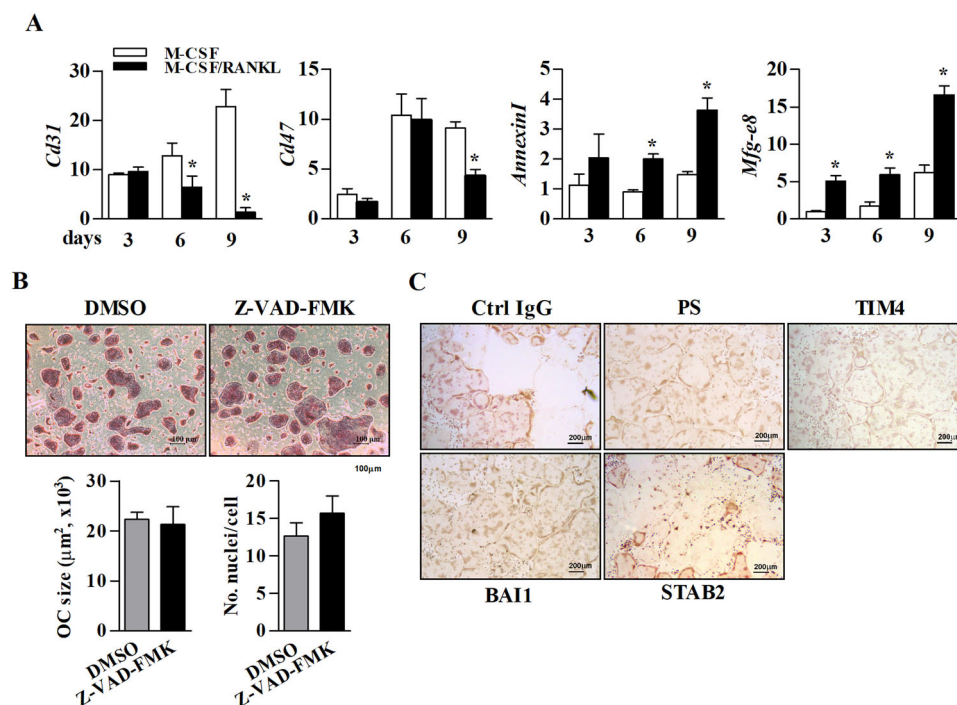 A
M-CSF
M-CSF/RANKL
30
20
10
0
Cd31
days 3 6 9
15
10
5
0
Cd47
3 6 9
5
4
3
2
1
0
AnnexinI
3 6 9
20
15
10
5
0
Mfg-e8
3 6 9
* * * * * * * *
B
DMSO Z-VAD-FMK
100 μm 100 μm
100μm
30
20
10
0
OC size (μm², x10³)
DMSO
Z-VAD-FMK
20
15
10
5
0
No. nuclei/cell
DMSO
Z-VAD-FMK
C
Ctrl IgG PS TIM4
200μm 200μm 200μm
200μm 200μm
BAI1 STAB2